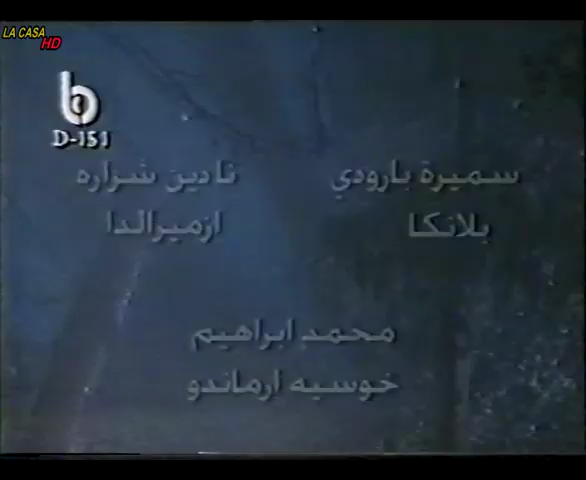 LA CASA
HD
b
D-151
سميرة بارودي
بلانكا
نادين شراره
ازميرالدا
محمد ابراهيم
خوسيه ارماندو